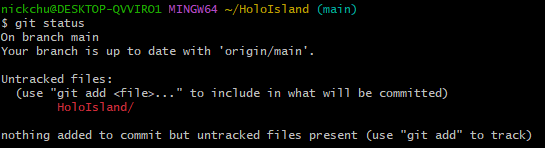 nickchu@DESKTOP-QVVIRO1 MINGW64 ~/HoloIsland (main)
$ git status
On branch main
Your branch is up to date with 'origin/main'.

Untracked files:
  (use "git add <file>..." to include in what will be committed)
        HoloIsland/

nothing added to commit but untracked files present (use "git add" to track)